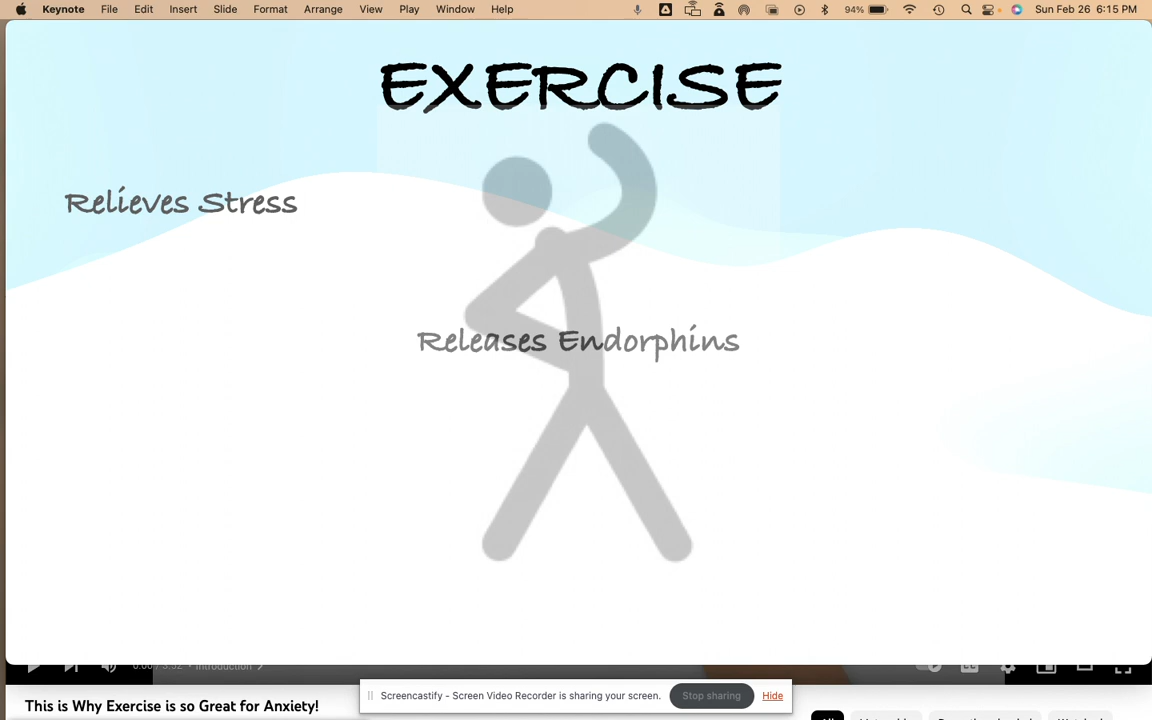 Keynote File Edit Insert Slide Format Arrange View Play Window Help 94% Sun Feb 26 6:15 PM
EXERCISE
Relieves Stress
Releases Endorphins
Introduction
Screencastify - Screen Video Recorder is sharing your screen. Stop sharing Hide
This is Why Exercise is so Great for Anxiety!